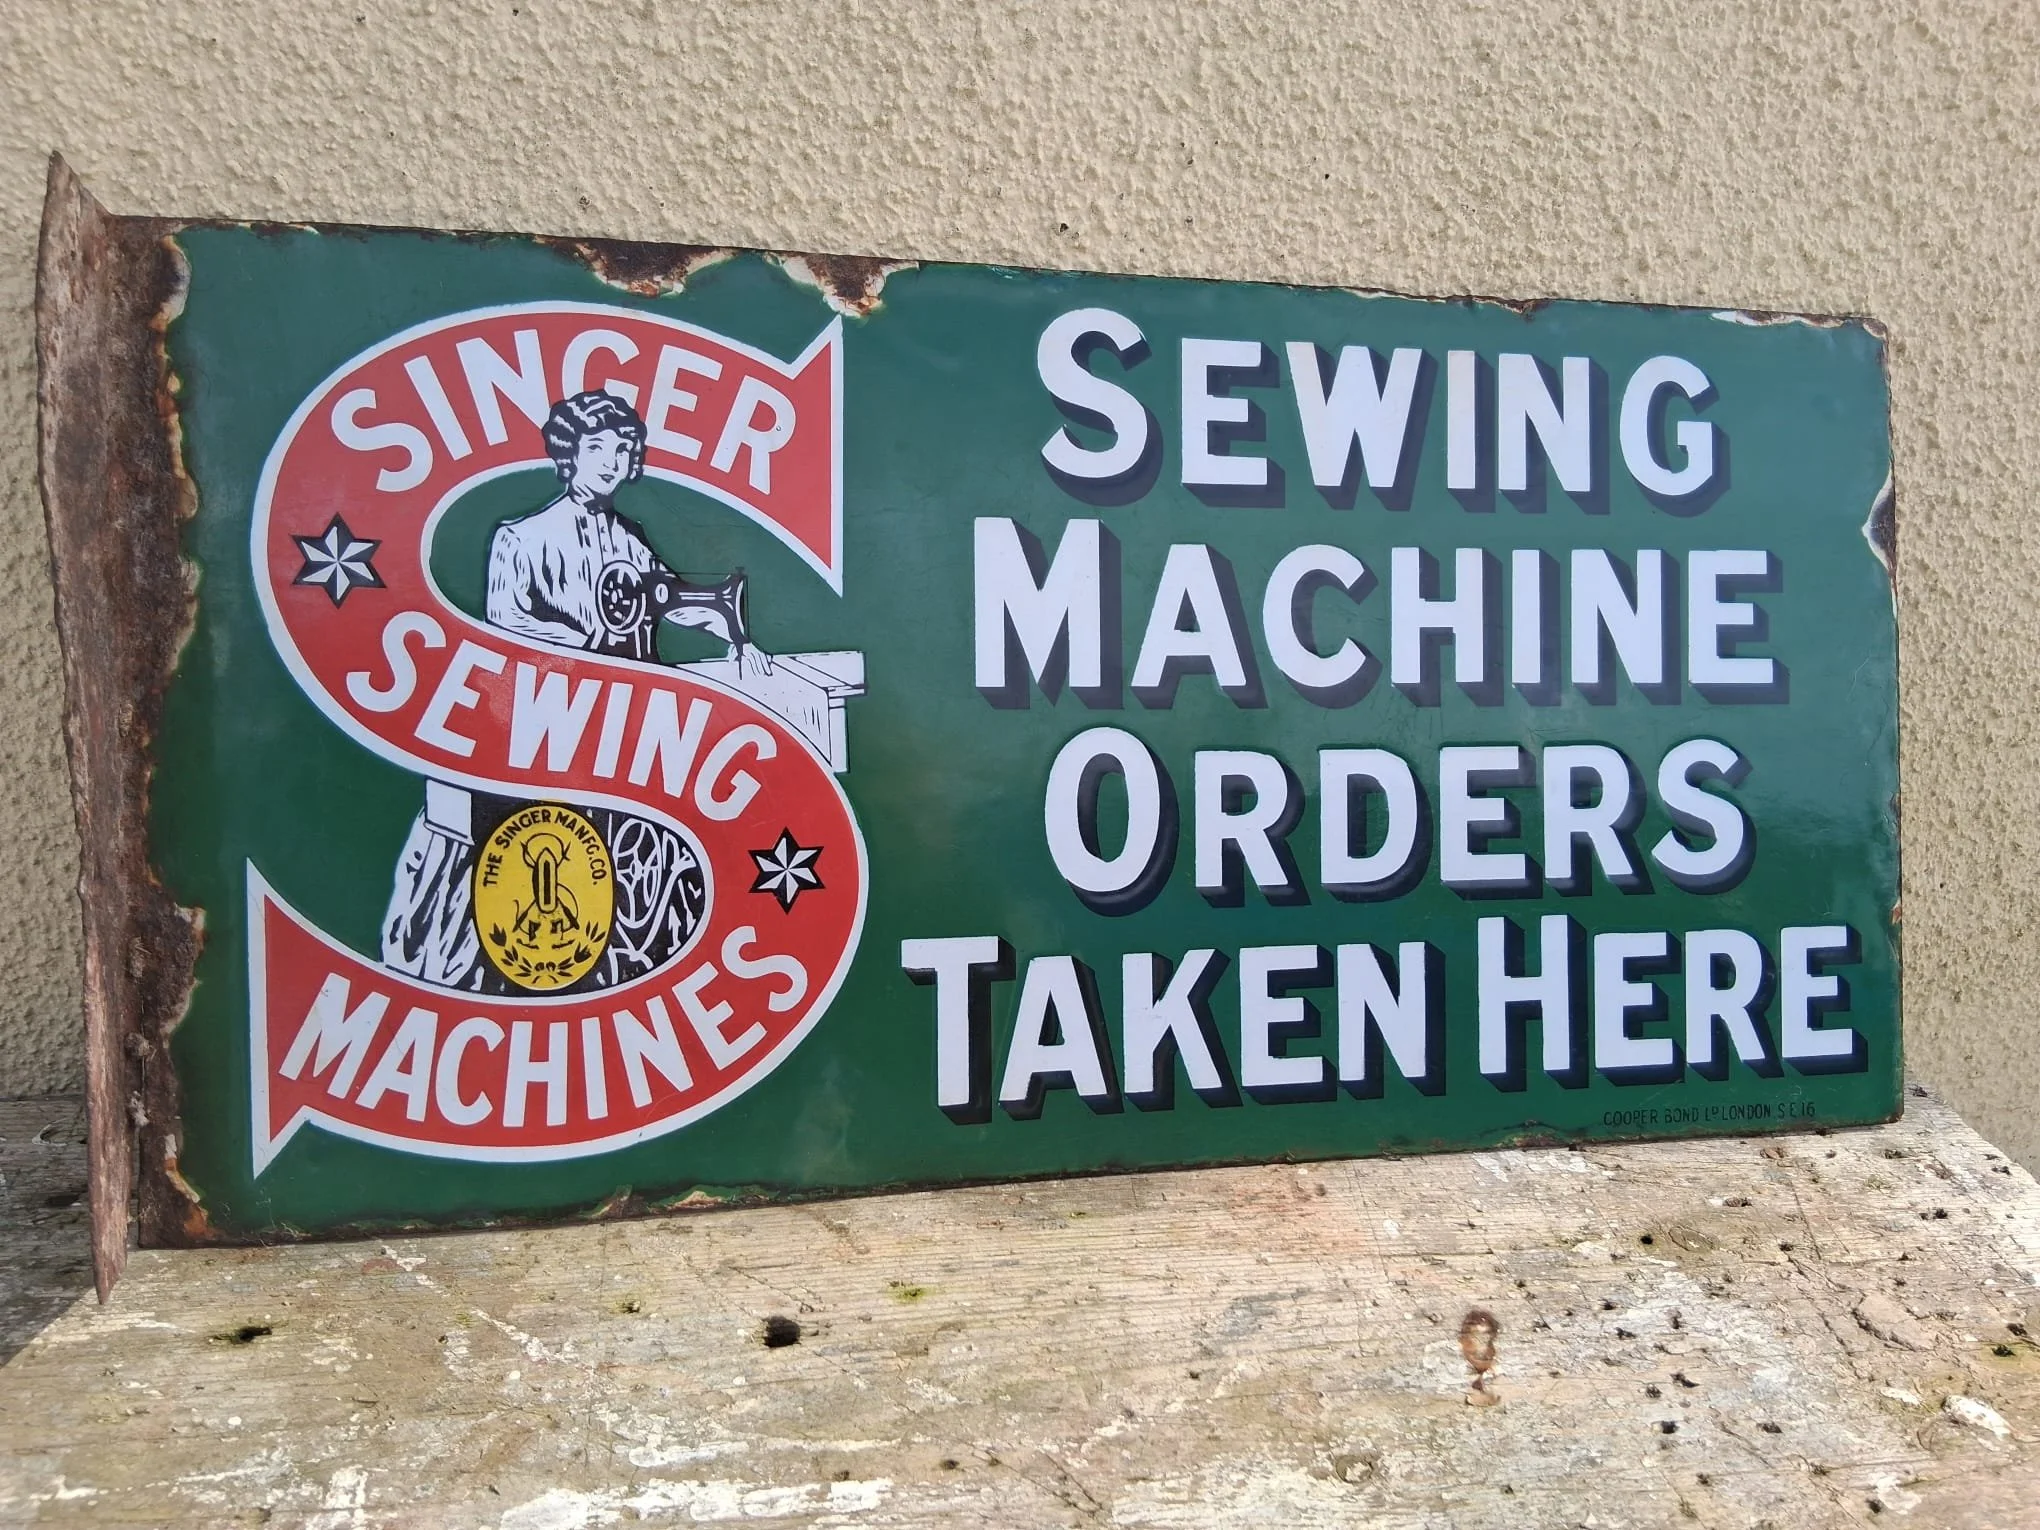 SINGER
SEWING
MACHINES
THE SINGER MANFG. CO.
SEWING
MACHINE
ORDERS
TAKEN HERE
COOPER BOND LD LONDON. S.E.16